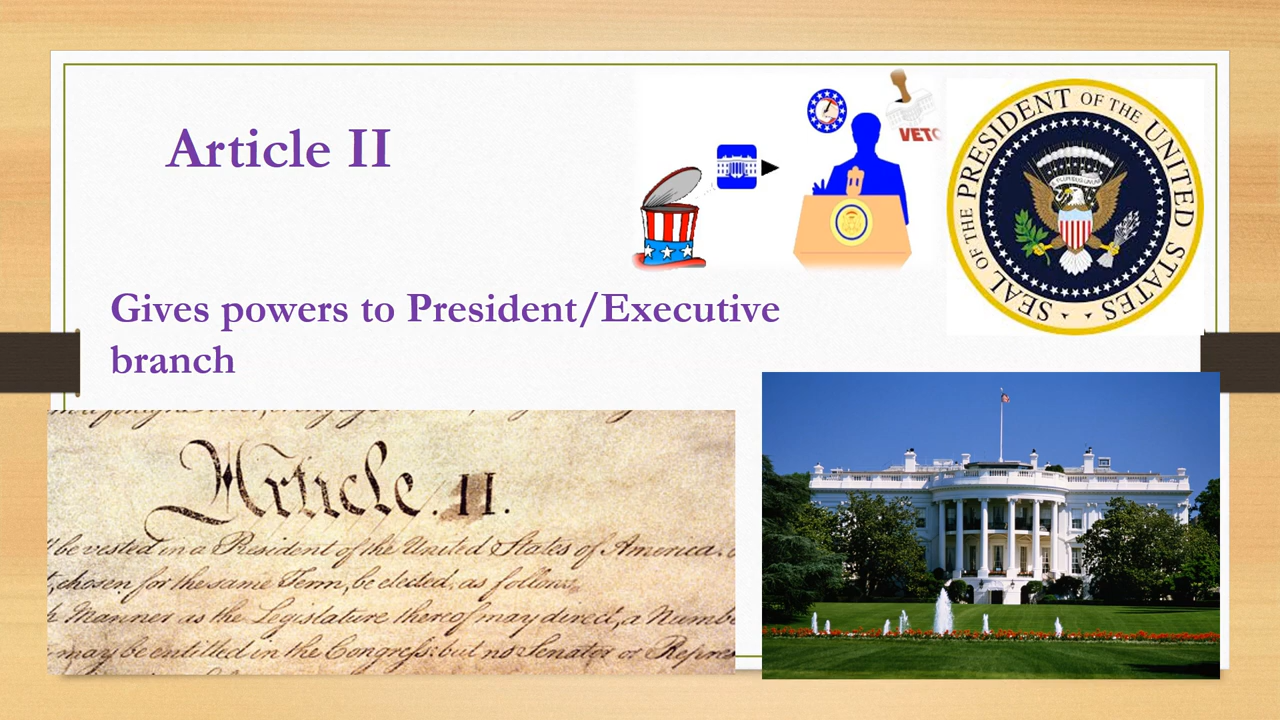 Article II
VETO
SEAL OF THE PRESIDENT OF THE UNITED STATES
Gives powers to President/Executive
branch
Article. II.
be vested in a President of the United States of America.
chosen for the same Term, be elected, as follows
Manner as the Legislature thereof may direct, a Numbe
may be entitled in the Congress: but no Senator or Repres